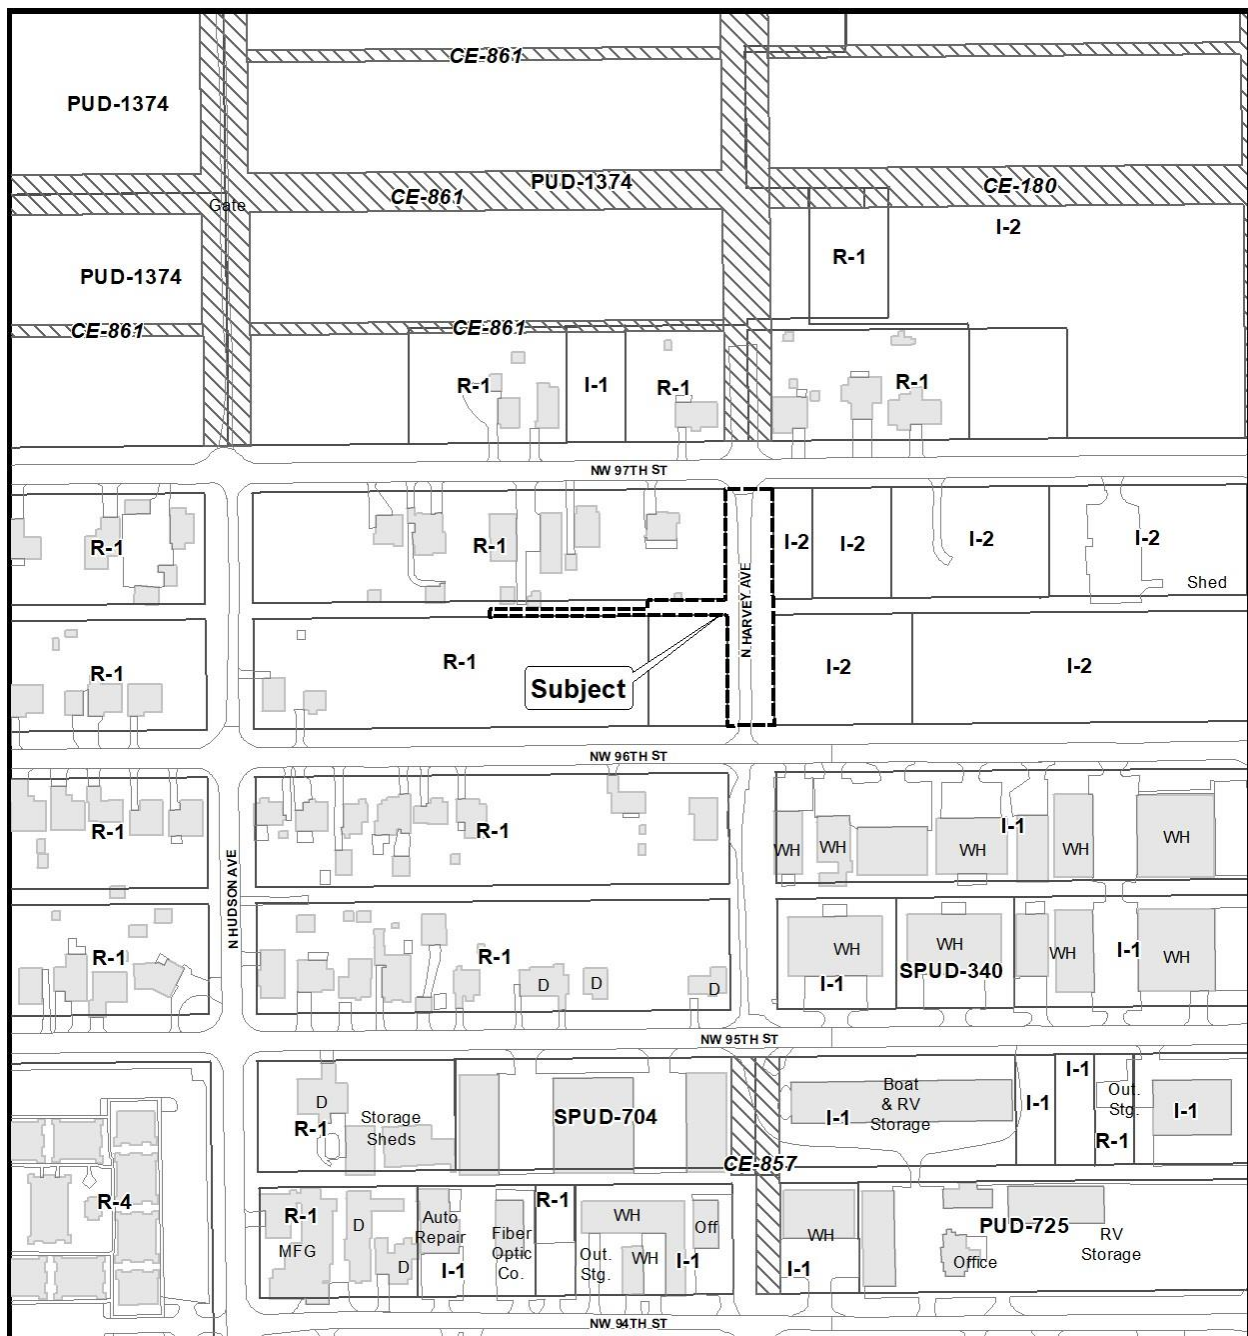 CE-861
PUD-1374
PUD-1374
CE-861
CE-180
Gate
I-2
R-1
PUD-1374
CE-861
CE-861
R-1
I-1
R-1
R-1
NW 97TH ST
R-1
R-1
I-2
I-2
I-2
I-2
Shed
N HARVEY AVE
R-1
R-1
I-2
I-2
Subject
NW 96TH ST
R-1
R-1
I-1
WH
WH
WH
WH
WH
N HUDSON AVE
R-1
R-1
WH
WH
WH
I-1
WH
SPUD-340
I-1
D
D
D
NW 95TH ST
D
R-1
Storage
Sheds
SPUD-704
Boat
& RV
Storage
I-1
I-1
I-1
Out.
Stg.
R-1
I-1
CE-857
R-4
R-1
MFG
D
D
Auto
Repair
I-1
Fiber
Optic
Co.
R-1
WH
Out.
Stg.
WH
I-1
Off
WH
I-1
PUD-725
Office
RV
Storage
NW 94TH ST